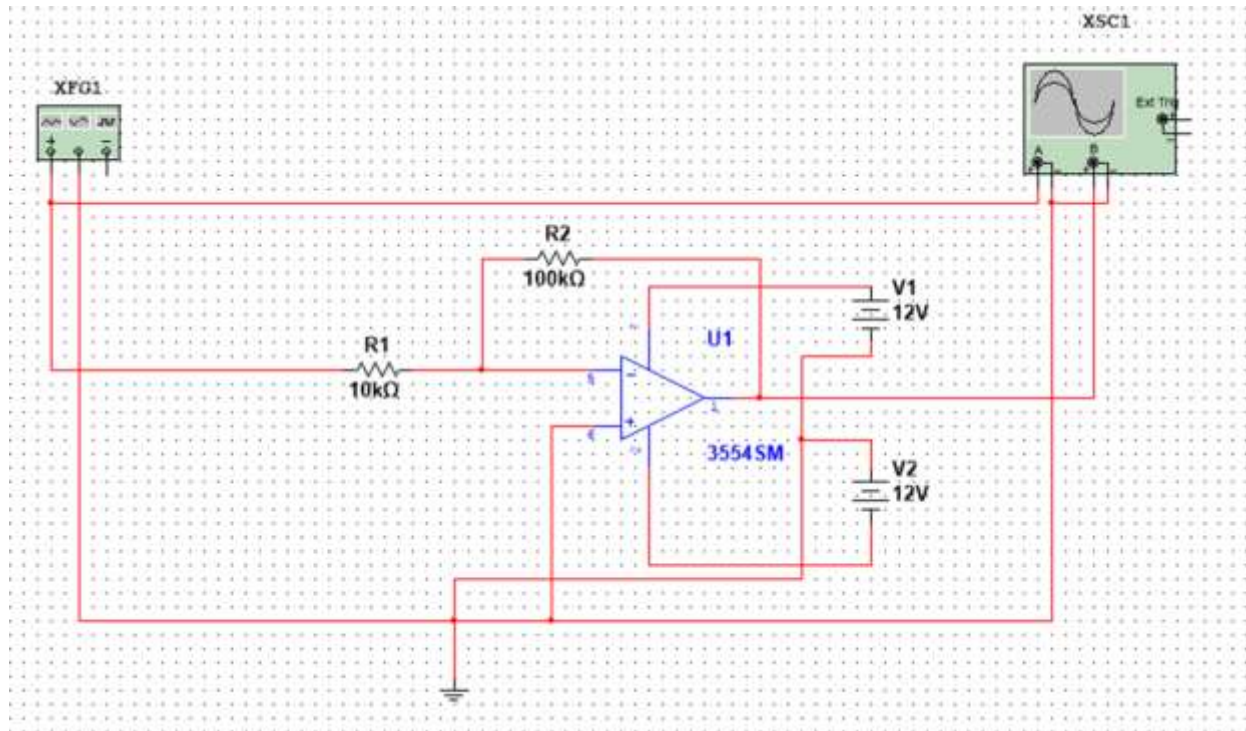 XSC1
XFG1
Ext Trig
+
−
A
B
R2
100kΩ
V1
12V
U1
R1
10kΩ
3554SM
V2
12V